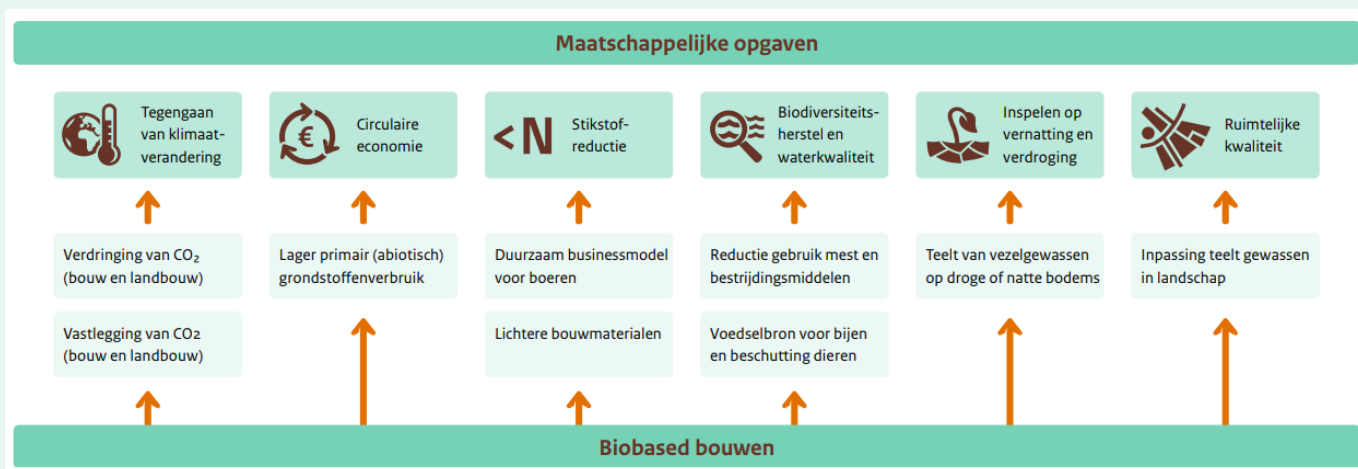 Maatschappelijke opgaven
Tegengaan
van klimaat-
verandering
Circulaire
economie
€
<N
Stikstof-
reductie
Biodiversiteits-
herstel en
waterkwaliteit
Inspelen op
vernatting en
verdroging
Ruimtelijke
kwaliteit
Verdringing van CO₂
(bouw en landbouw)
Lager primair (abiotisch)
grondstoffenverbruik
Duurzaam businessmodel
voor boeren
Reductie gebruik mest en
bestrijdingsmiddelen
Teelt van vezelgewassen
op droge of natte bodems
Inpassing teelt gewassen
in landschap
Vastlegging van CO2
(bouw en landbouw)
Lichtere bouwmaterialen
Voedselbron voor bijen
en beschutting dieren
Biobased bouwen